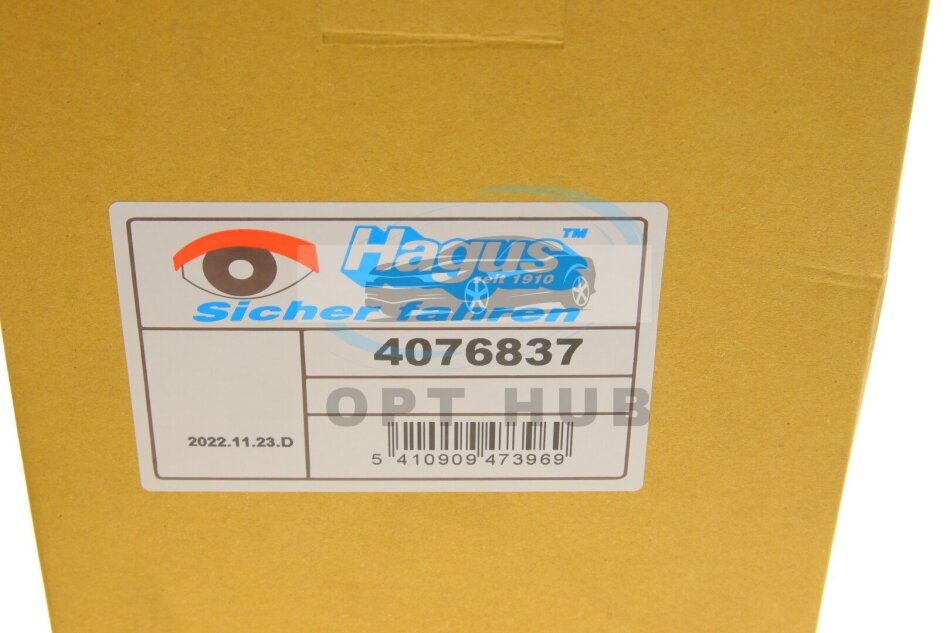 Hagus™
seit 1910
Sicher fahren
4076837
OPT HUB
2022.11.23.D
5 410909 473969